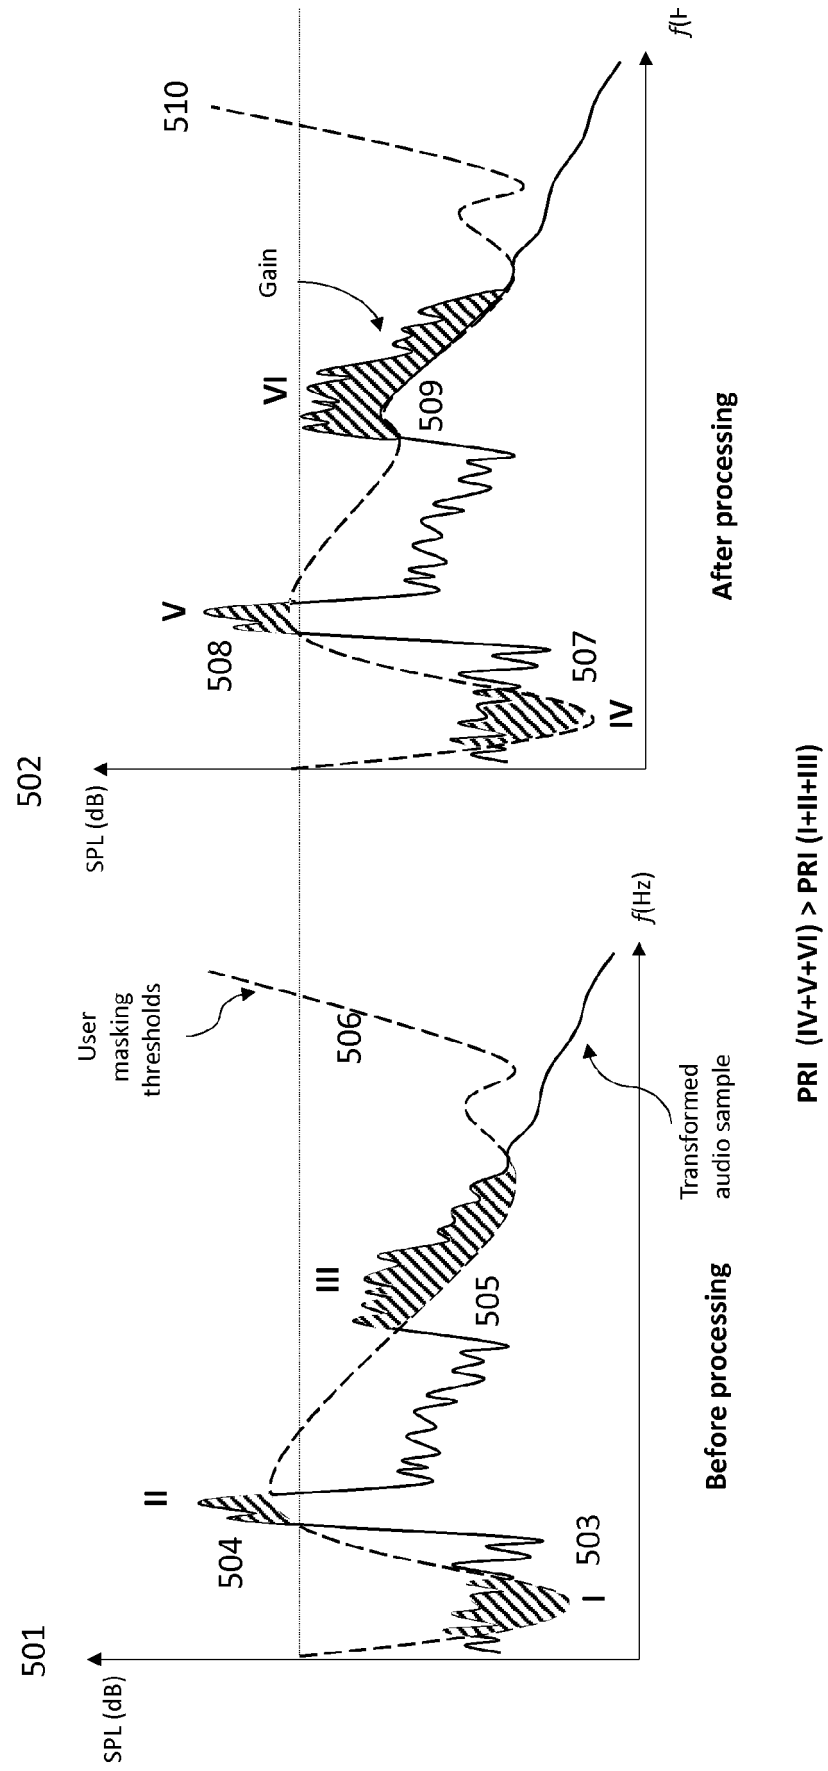 501
SPL (dB)
504
II
III
User
masking
thresholds
506
I
503
505
Transformed
audio sample
f(Hz)
Before processing
502
SPL (dB)
508
V
VI
Gain
510
IV
507
509
After processing
PRI (IV+V+VI) > PRI (I+II+III)